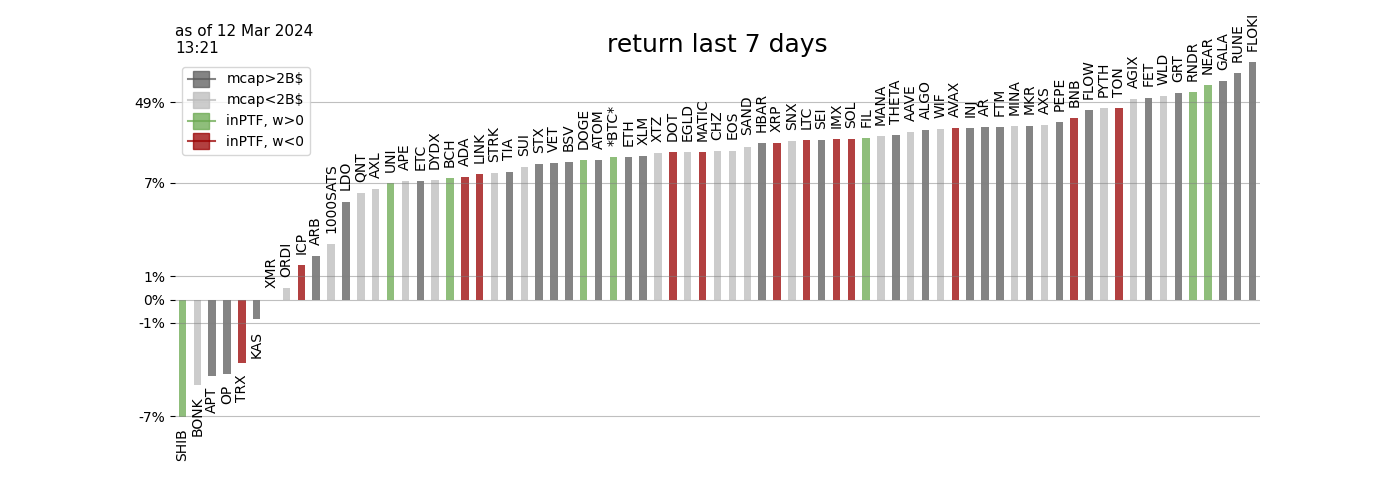 as of 12 Mar 2024
13:21
return last 7 days
mcap>2B$
mcap<2B$
inPTF, w>0
inPTF, w<0
49%
7%
1%
0%
-1%
-7%
SHIB
BONK
APT
OP
TRX
KAS
XMR
ORDI
ICP
ARB
1000SATS
LDO
QNT
AXL
UNI
APE
ETC
DYDX
BCH
ADA
LINK
STRK
TIA
SUI
STX
VET
BSV
DOGE
ATOM
*BTC*
ETH
XLM
XTZ
DOT
EGLD
MATIC
CHZ
EOS
SAND
HBAR
XRP
SNX
LTC
SEI
IMX
SOL
FIL
MANA
THETA
AAVE
ALGO
WIF
AVAX
INJ
AR
FTM
MINA
MKR
AXS
PEPE
BNB
FLOW
PYTH
TON
AGIX
FET
WLD
GRT
RNDR
NEAR
GALA
RUNE
FLOKI